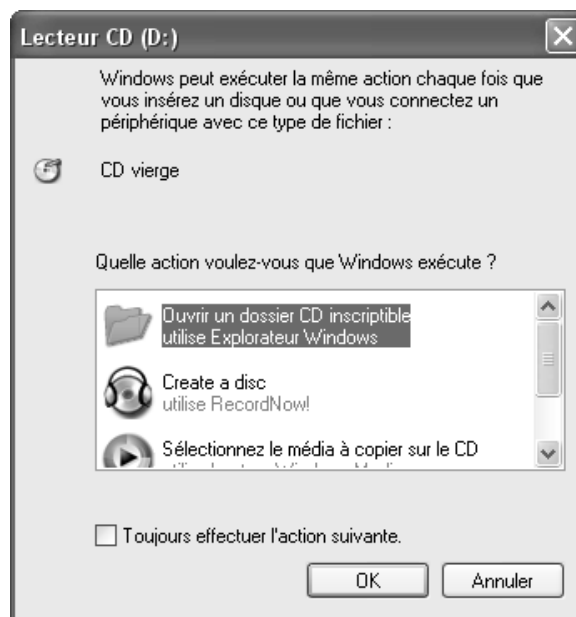 Lecteur CD (D:)
Windows peut exécuter la même action chaque fois que
vous insérez un disque ou que vous connectez un
périphérique avec ce type de fichier :
CD vierge
Quelle action voulez-vous que Windows exécute ?
Ouvrir un dossier CD inscriptible
utilise Explorateur Windows
Create a disc
utilise RecordNow!
Sélectionnez le média à copier sur le CD
Toujours effectuer l'action suivante.
OK
Annuler